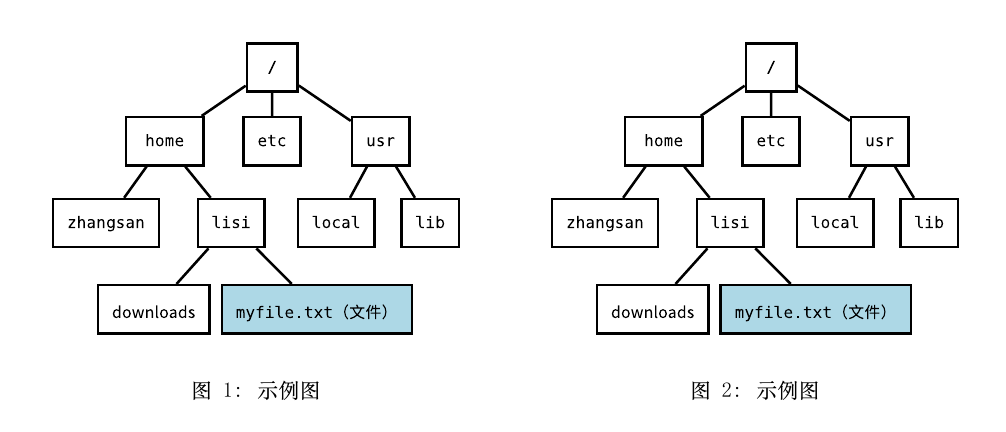 /
home
etc
usr
zhangsan
lisi
local
lib
downloads
myfile.txt（文件）
图 1: 示例图
/
home
etc
usr
zhangsan
lisi
local
lib
downloads
myfile.txt（文件）
图 2: 示例图